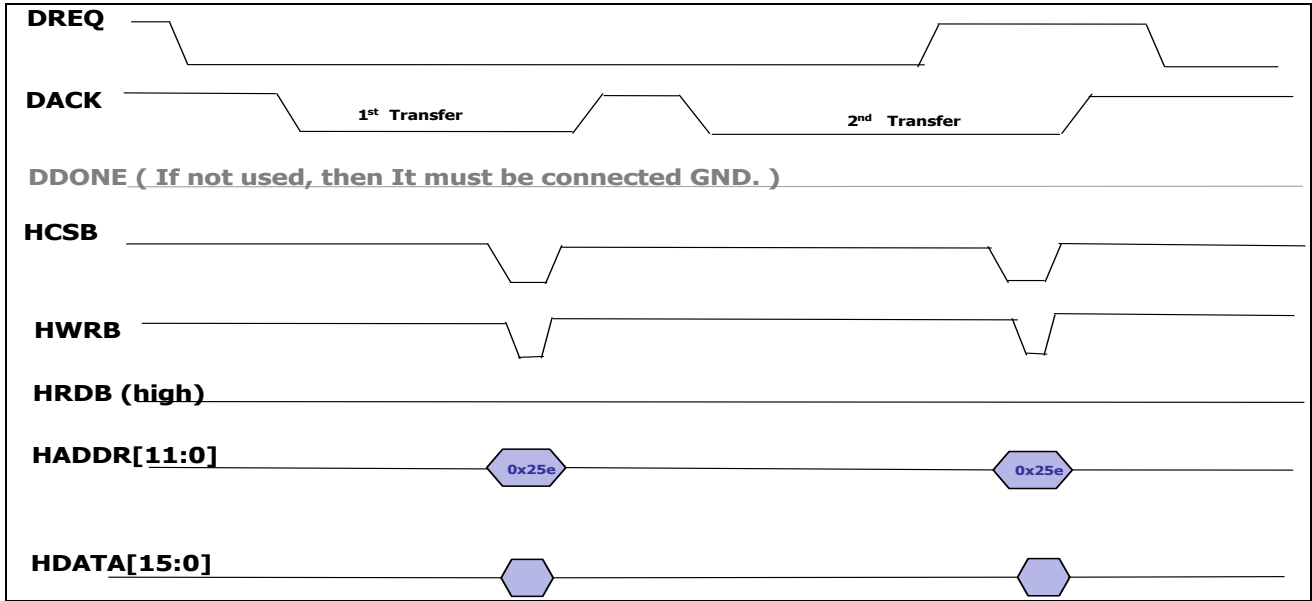 DREQ
DACK
1st Transfer
2nd Transfer
DDONE ( If not used, then It must be connected GND. )
HCSB
HWRB
HRDB (high)
HADDR[11:0]
0x25e
0x25e
HDATA[15:0]